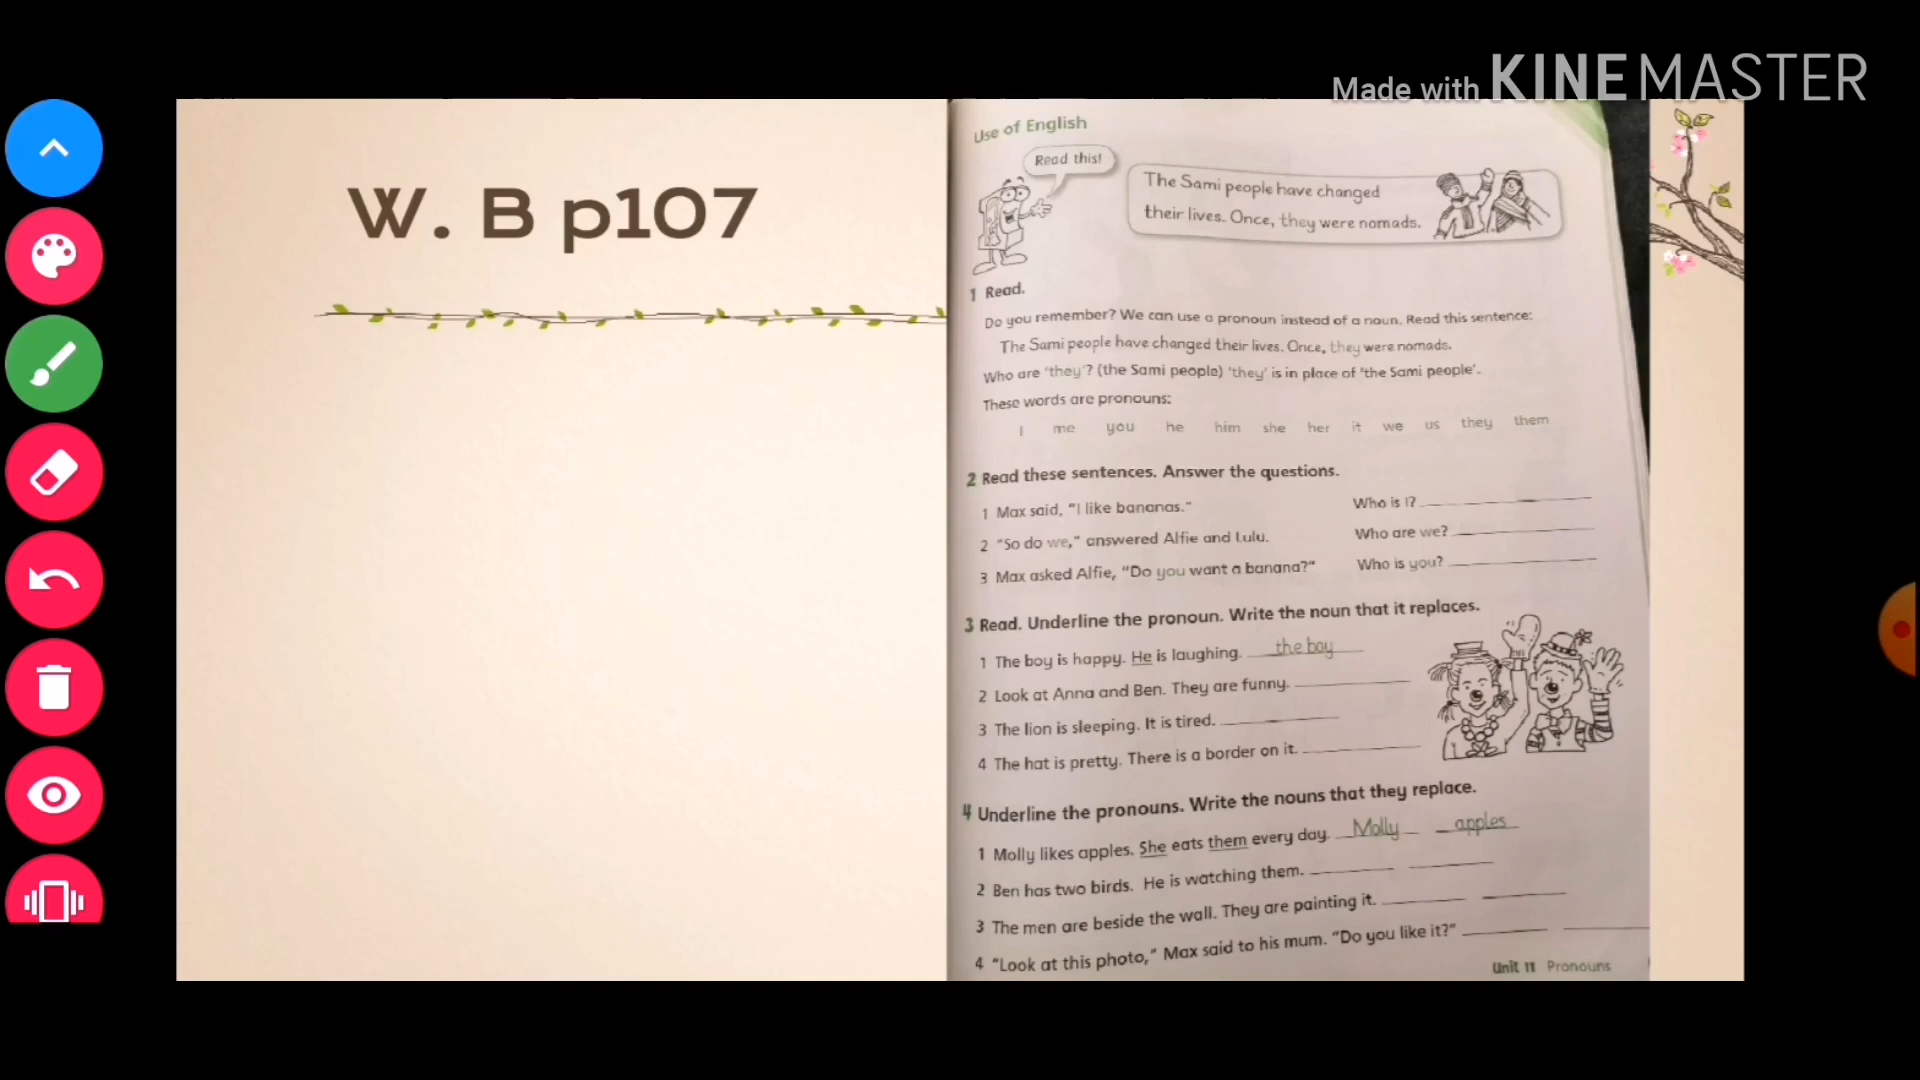 Made with KINEMASTER
W. B p107
Use of English
Read this!
The Sami people have changed
their lives. Once, they were nomads.
1 Read.
Do you remember? We can use a pronoun instead of a noun. Read this sentence:
The Sami people have changed their lives. Once, they were nomads.
Who are 'they'? (the Sami people) 'they' is in place of 'the Sami people'.
These words are pronouns:
I me you he him she her it we us they them
2 Read these sentences. Answer the questions.
1 Max said, "I like bananas." Who is I?
2 "So do we," answered Alfie and Lulu. Who are we?
3 Max asked Alfie, "Do you want a banana?" Who is you?
3 Read. Underline the pronoun. Write the noun that it replaces.
1 The boy is happy. He is laughing. the boy
2 Look at Anna and Ben. They are funny.
3 The lion is sleeping. It is tired.
4 The hat is pretty. There is a border on it.
4 Underline the pronouns. Write the nouns that they replace.
1 Molly likes apples. She eats them every day. Molly apples
2 Ben has two birds. He is watching them.
3 The men are beside the wall. They are painting it.
4 "Look at this photo," Max said to his mum. "Do you like it?"
Unit 11 Pronouns